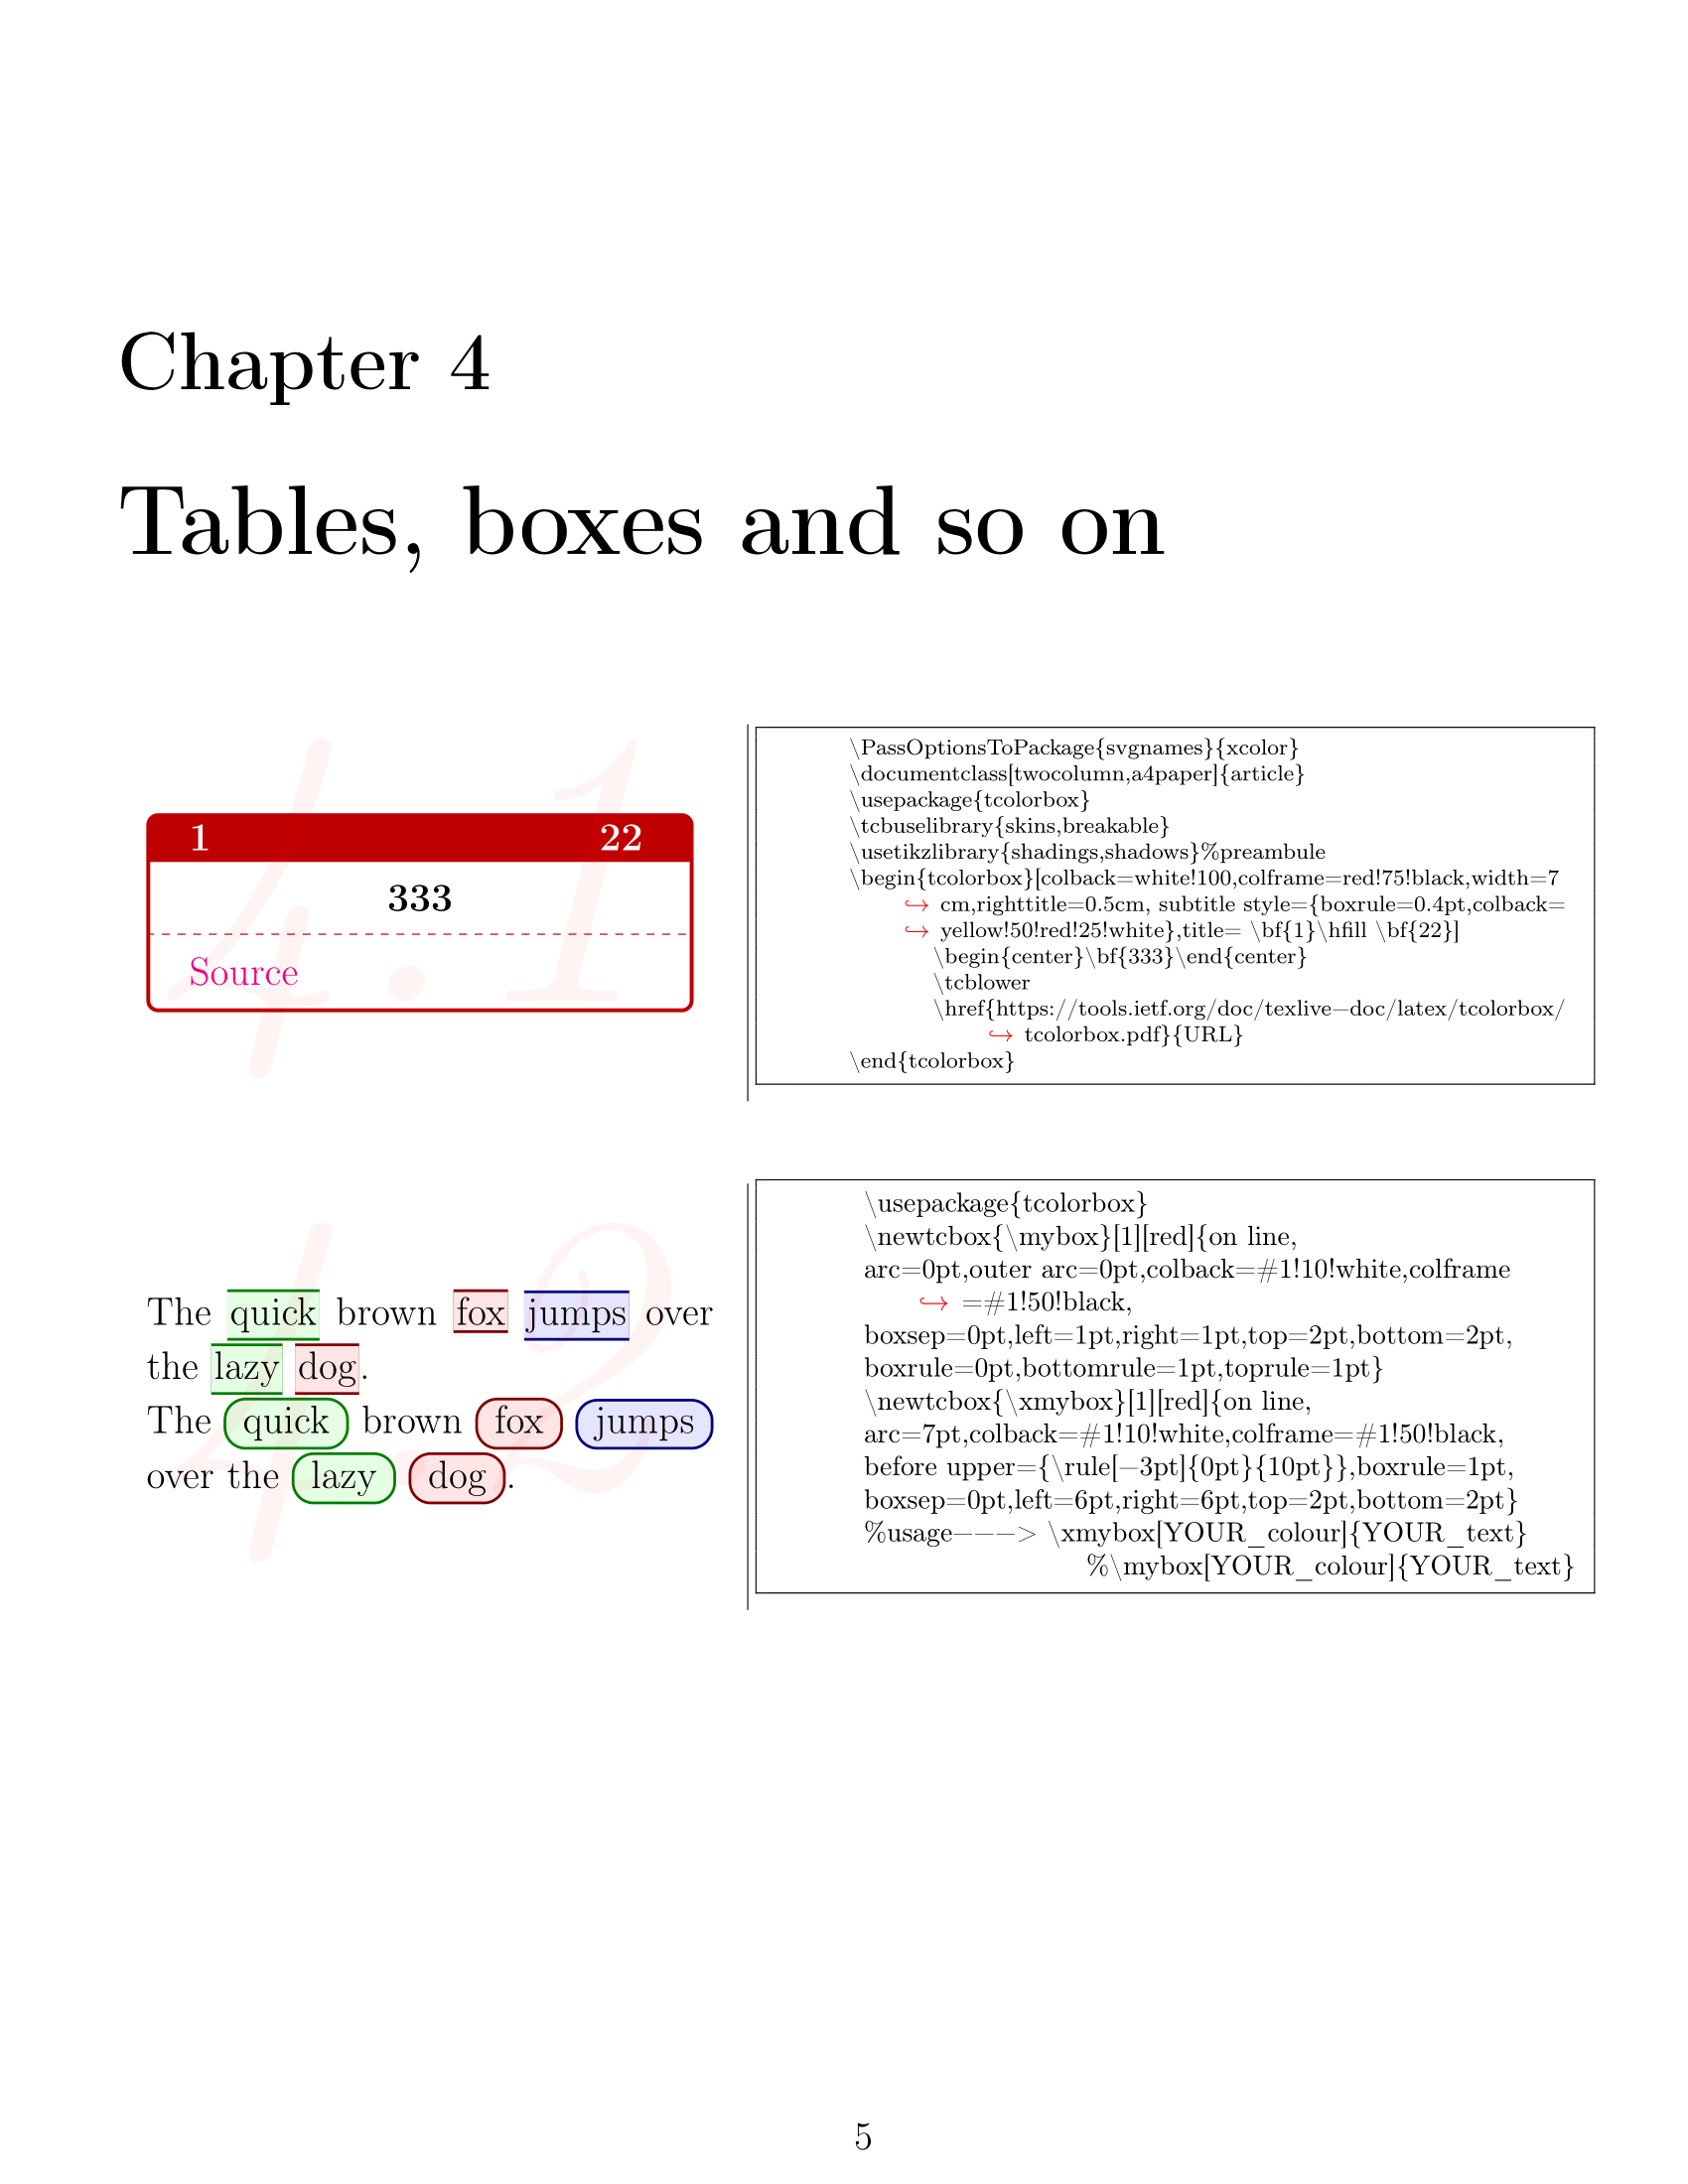 Chapter 4
Tables, boxes and so on
4.1
1 22
333
Source
\PassOptionsToPackage{svgnames}{xcolor}
\documentclass[twocolumn,a4paper]{article}
\usepackage{tcolorbox}
\tcbuselibrary{skins,breakable}
\usetikzlibrary{shadings,shadows}%preambule
\begin{tcolorbox}[colback=white!100,colframe=red!75!black,width=7
↪ cm,righttitle=0.5cm, subtitle style={boxrule=0.4pt,colback=
↪ yellow!50!red!25!white},title= \bf{1}\hfill \bf{22}]
\begin{center}\bf{333}\end{center}
\tcblower
\href{https://tools.ietf.org/doc/texlive−doc/latex/tcolorbox/
↪ tcolorbox.pdf}{URL}
\end{tcolorbox}
4.2
The quick brown fox jumps over
the lazy dog.
The quick brown fox jumps
over the lazy dog.
\usepackage{tcolorbox}
\newtcbox{\mybox}[1][red]{on line,
arc=0pt,outer arc=0pt,colback=#1!10!white,colframe
↪ =#1!50!black,
boxsep=0pt,left=1pt,right=1pt,top=2pt,bottom=2pt,
boxrule=0pt,bottomrule=1pt,toprule=1pt}
\newtcbox{\xmybox}[1][red]{on line,
arc=7pt,colback=#1!10!white,colframe=#1!50!black,
before upper={\rule[−3pt]{0pt}{10pt}},boxrule=1pt,
boxsep=0pt,left=6pt,right=6pt,top=2pt,bottom=2pt}
%usage−−−> \xmybox[YOUR_colour]{YOUR_text}
%\mybox[YOUR_colour]{YOUR_text}
5